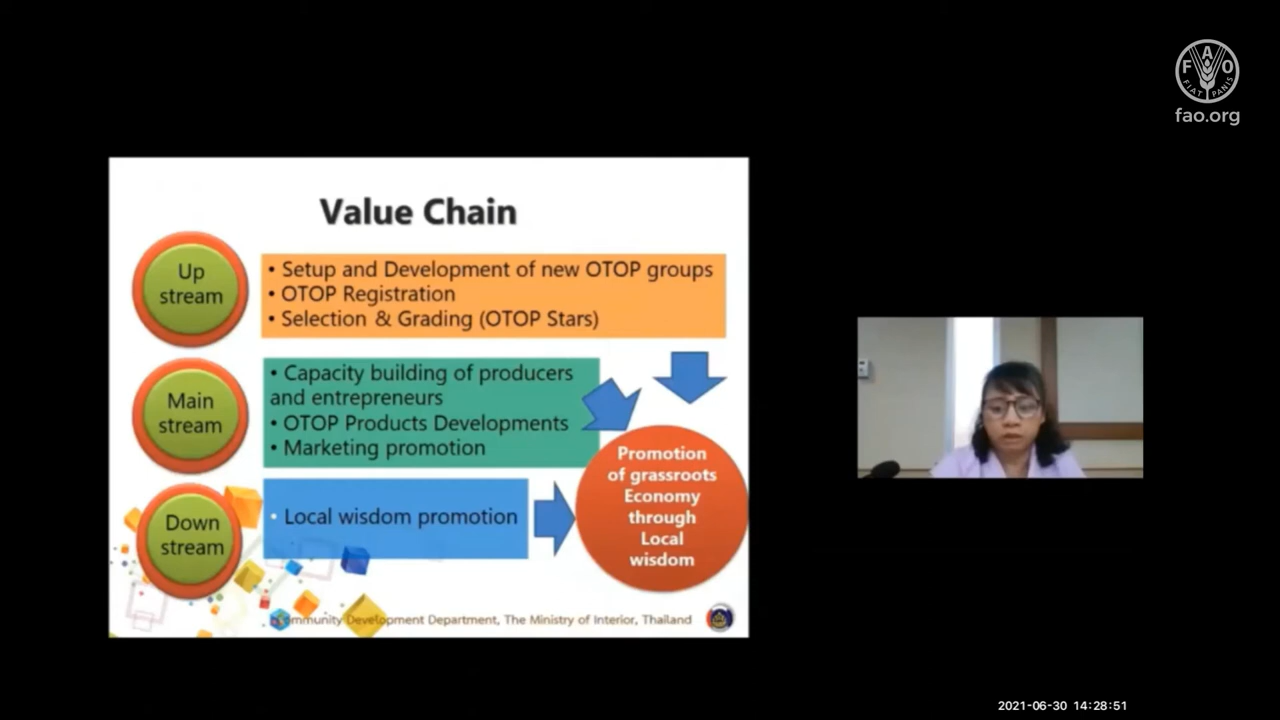 FAO
FIAT PANIS
fao.org
Value Chain
Up
stream
• Setup and Development of new OTOP groups
• OTOP Registration
• Selection & Grading (OTOP Stars)
Main
stream
• Capacity building of producers
and entrepreneurs
• OTOP Products Developments
• Marketing promotion
Down
stream
• Local wisdom promotion
Promotion
of grassroots
Economy
through
Local
wisdom
Community Development Department, The Ministry of Interior, Thailand
2021-06-30 14:28:51